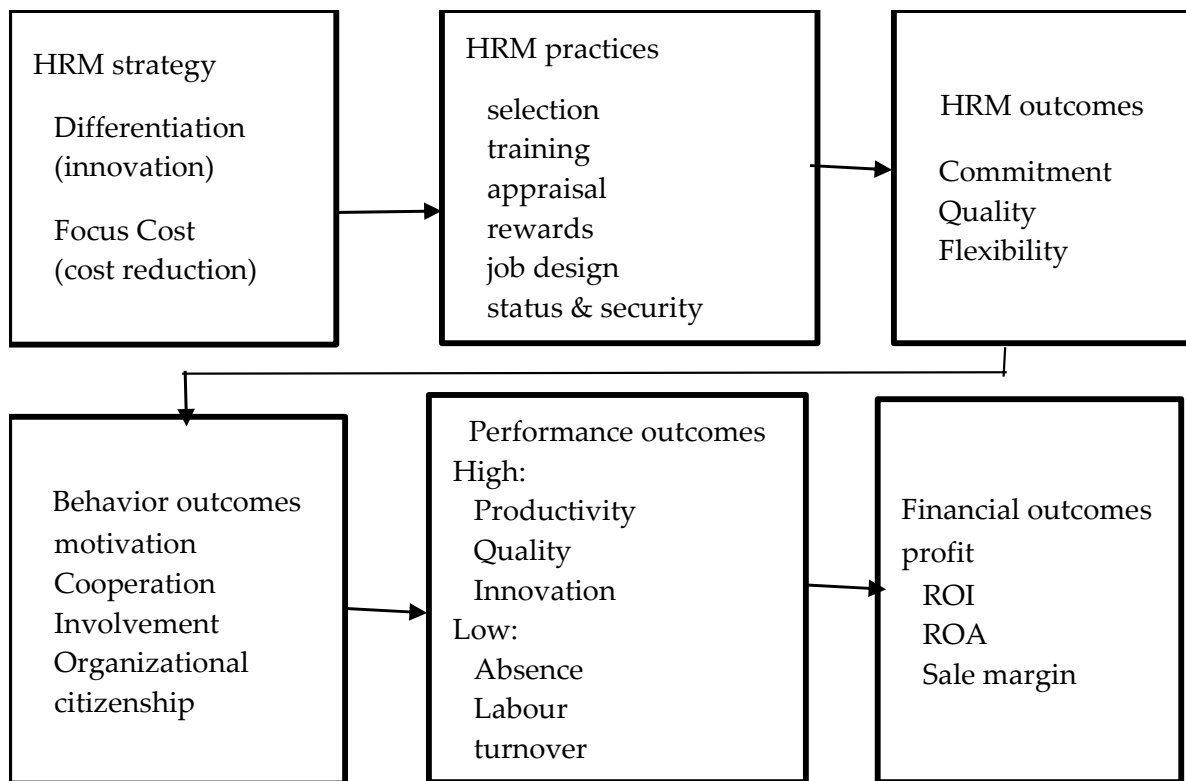 HRM strategy
Differentiation
(innovation)
Focus Cost
(cost reduction)
HRM practices
selection
training
appraisal
rewards
job design
status & security
HRM outcomes
Commitment
Quality
Flexibility
Behavior outcomes
motivation
Cooperation
Involvement
Organizational
citizenship
Performance outcomes
High:
Productivity
Quality
Innovation
Low:
Absence
Labour
turnover
Financial outcomes
profit
ROI
ROA
Sale margin